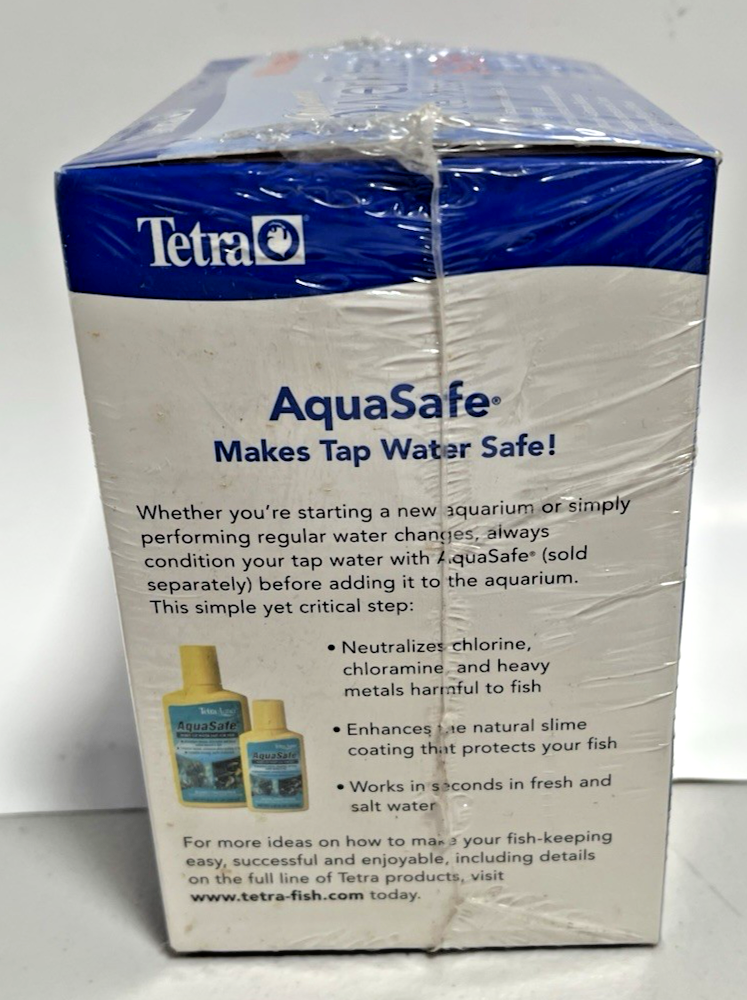 Tetra
AquaSafe®
Makes Tap Water Safe!
Whether you're starting a new aquarium or simply
performing regular water changes, always
condition your tap water with AquaSafe® (sold
separately) before adding it to the aquarium.
This simple yet critical step:
• Neutralizes chlorine,
chloramine and heavy
metals harmful to fish
• Enhances the natural slime
coating that protects your fish
• Works in seconds in fresh and
salt water
AquaSafe
AquaSafe
For more ideas on how to make your fish-keeping
easy, successful and enjoyable, including details
on the full line of Tetra products, visit
www.tetra-fish.com today.